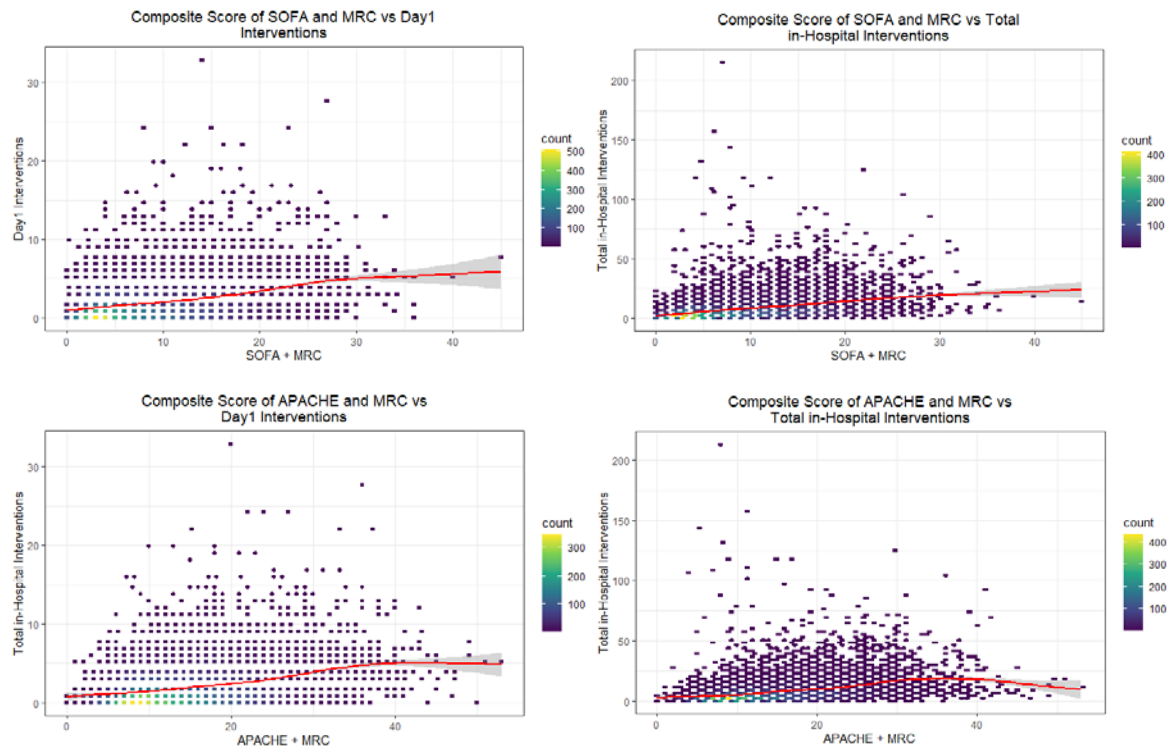 Composite Score of SOFA and MRC vs Day1
Interventions
Day1 Interventions
30
20
10
0
0
10
20
30
40
SOFA + MRC
count
500
400
300
200
100
Composite Score of SOFA and MRC vs Total
in-Hospital Interventions
Total in-Hospital Interventions
200
150
100
50
0
0
10
20
30
40
SOFA + MRC
count
400
300
200
100
Composite Score of APACHE and MRC vs
Day1 Interventions
Total in-Hospital Interventions
30
20
10
0
0
20
40
APACHE + MRC
count
300
200
100
Composite Score of APACHE and MRC vs
Total in-Hospital Interventions
Total in-Hospital Interventions
200
150
100
50
0
0
20
40
APACHE + MRC
count
400
300
200
100